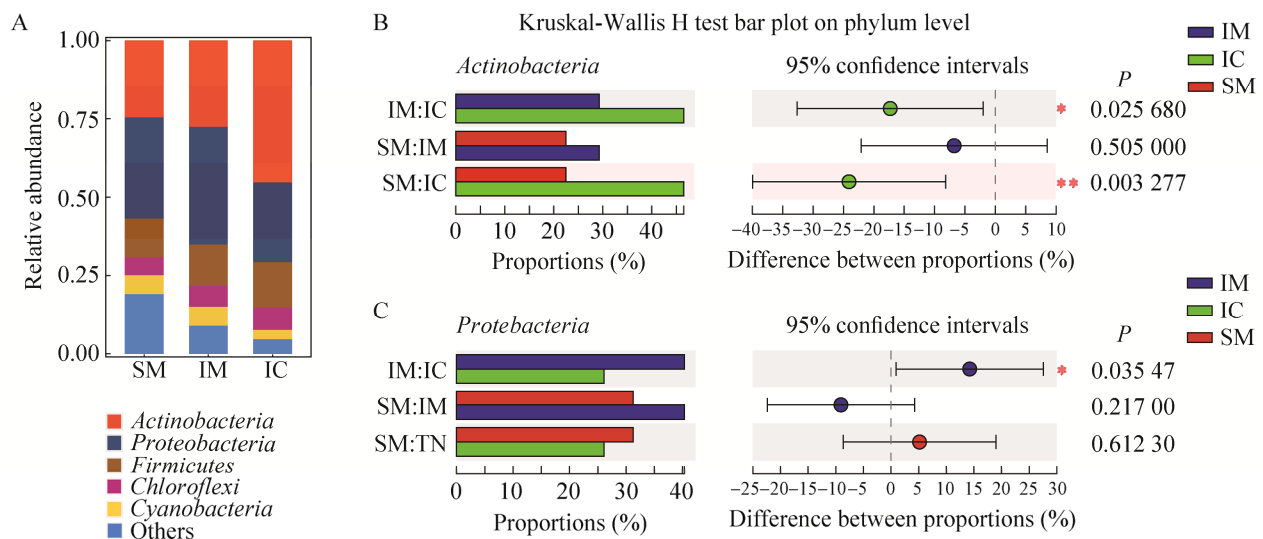 A
1.00
0.75
0.50
0.25
0.00
Relative abundance
SM IM IC
Actinobacteria
Proteobacteria
Firmicutes
Chloroflexi
Cyanobacteria
Others
B
Kruskal-Wallis H test bar plot on phylum level
IM
IC
SM
Actinobacteria
95% confidence intervals
P
IM:IC
* 0.025 680
SM:IM
0.505 000
SM:IC
** 0.003 277
0 10 20 30 40
−40 −35 −30 −25 −20 −15 −10 −5 0 5 10
Proportions (%)
Difference between proportions (%)
C
IM
IC
SM
Protebacteria
95% confidence intervals
P
IM:IC
* 0.035 47
SM:IM
0.217 00
SM:TN
0.612 30
0 10 20 30 40
−25 −20 −15 −10 −5 0 5 10 15 20 25 30
Proportions (%)
Difference between proportions (%)